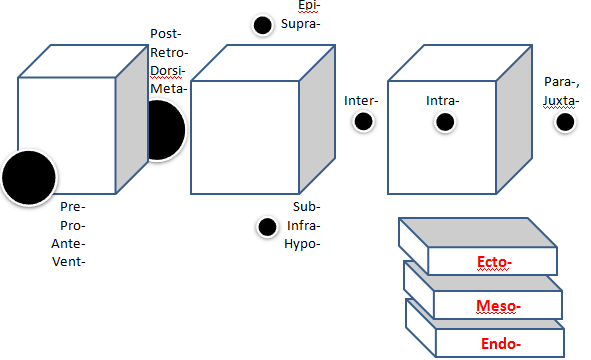 Post-
Retro-
Dorsi-
Meta-
Epi-
Supra-
Inter-
Intra-
Para-,
Juxta-
Pre-
Pro-
Ante-
Vent-
Sub-
Infra-
Hypo-
Ecto-
Meso-
Endo-